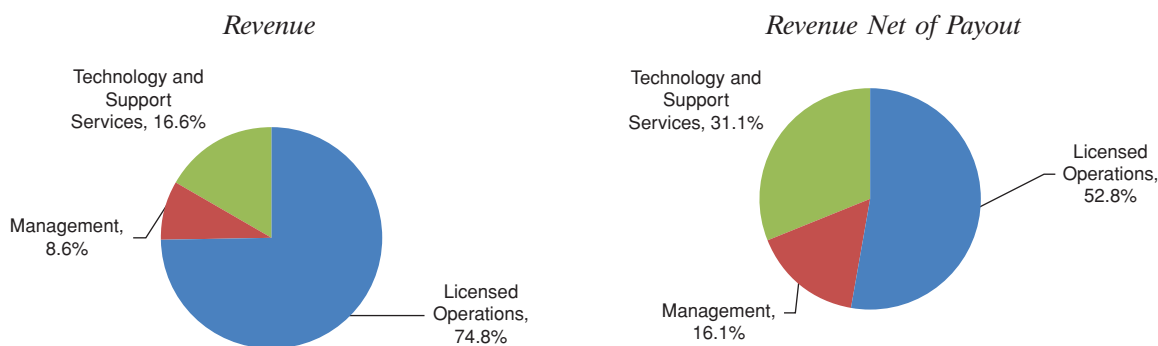 Revenue
Technology and
Support
Services, 16.6%
Management,
8.6%
Licensed
Operations,
74.8%
Revenue Net of Payout
Technology and
Support
Services, 31.1%
Licensed
Operations,
52.8%
Management,
16.1%